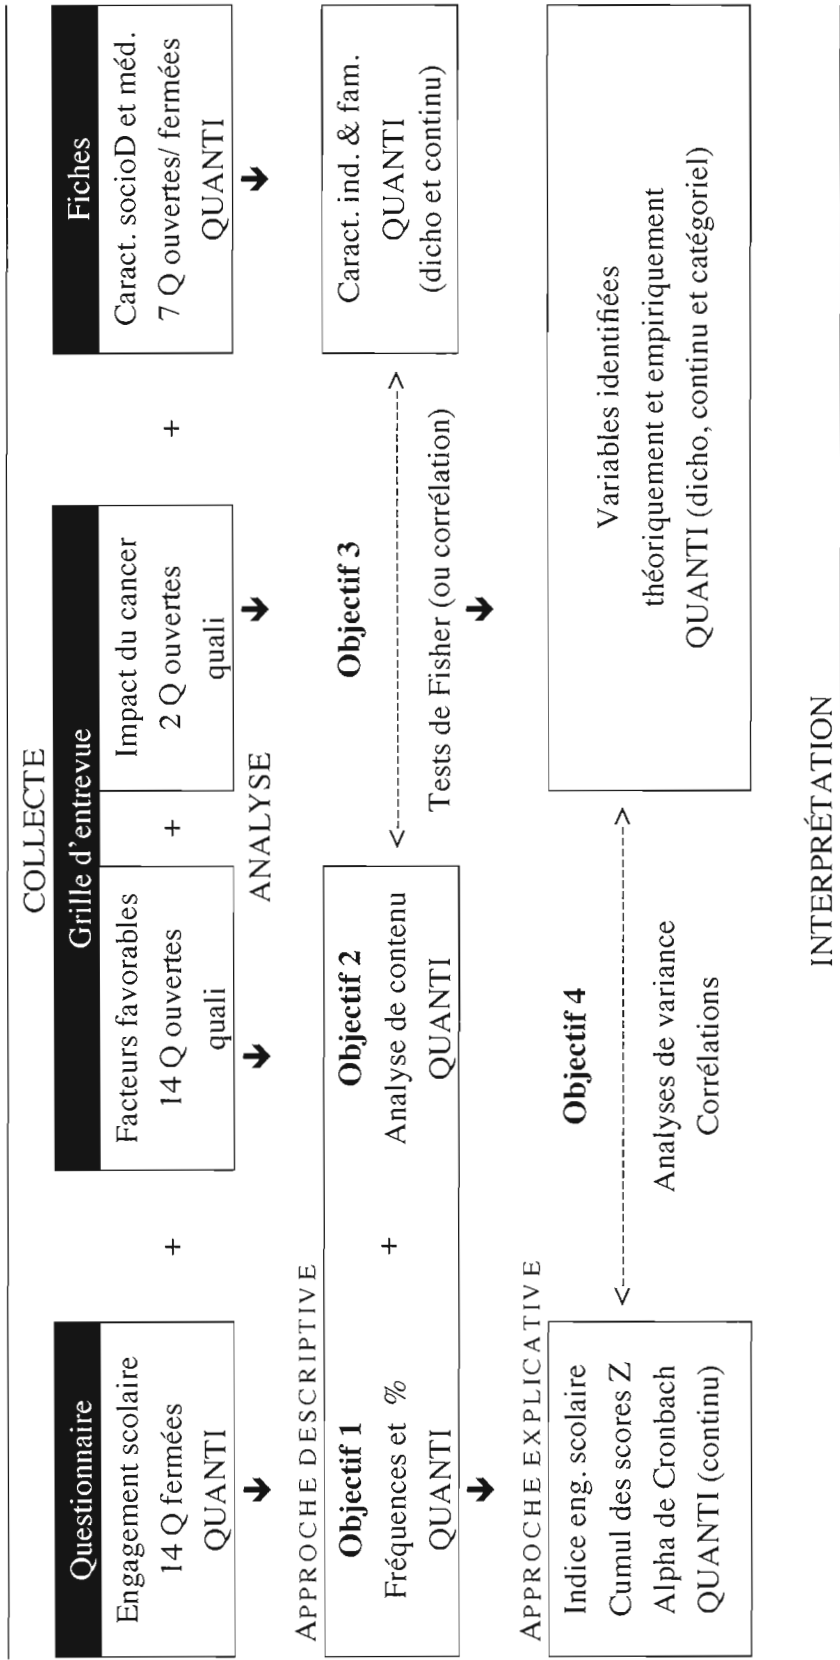 COLLECTE
Questionnaire
Engagement scolaire
14 Q fermées
QUANTI
+
Grille d'entrevue
Facteurs favorables
14 Q ouvertes
quali
+
Impact du cancer
2 Q ouvertes
quali
+
Fiches
Caract. socioD et méd.
7 Q ouvertes/ fermées
QUANTI
ANALYSE
APPROCHE DESCRIPTIVE
Objectif 1
Fréquences et %
QUANTI
+
Objectif 2
Analyse de contenu
QUANTI
Objectif 3
Tests de Fisher (ou corrélation)
Caract. ind. & fam.
QUANTI
(dicho et continu)
APPROCHE EXPLICATIVE
Indice eng. scolaire
Cumul des scores Z
Alpha de Cronbach
QUANTI (continu)
Objectif 4
Analyses de variance
Corrélations
Variables identifiées
théoriquement et empiriquement
QUANTI (dicho, continu et catégoriel)
INTERPRÉTATION